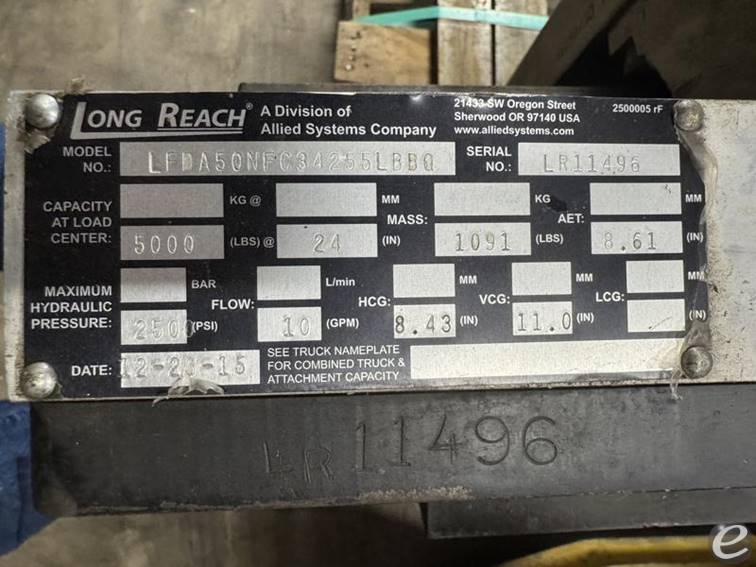 LONG REACH® A Division of Allied Systems Company
21433 SW Oregon Street
Sherwood OR 97140 USA
www.alliedsystems.com
2500005 rF
MODEL NO.: LFDA50NFC34255LBBQ SERIAL NO.: LR11496
CAPACITY AT LOAD CENTER: KG @ MM MASS: KG AET: MM
5000 (LBS) @ 24 (IN) 1091 (LBS) 8.61 (IN)
MAXIMUM HYDRAULIC PRESSURE: BAR FLOW: L/min HCG: MM VCG: MM LCG: MM
2500 (PSI) 10 (GPM) 8.43 (IN) 11.0 (IN) (IN)
DATE: SEE TRUCK NAMEPLATE
FOR COMBINED TRUCK &
ATTACHMENT CAPACITY
LR11496
e